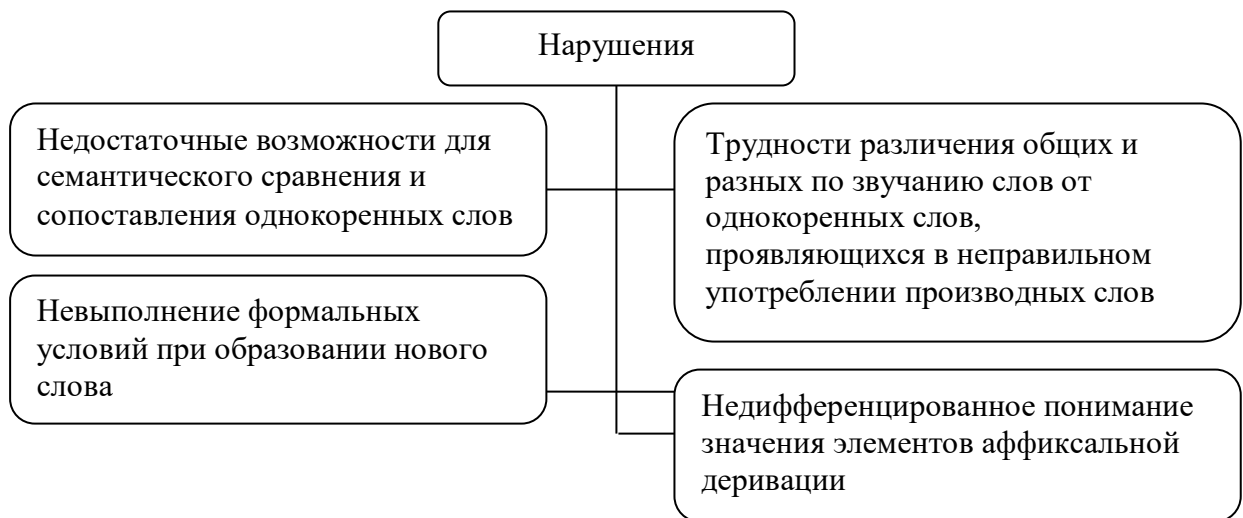 Нарушения
Недостаточные возможности для
семантического сравнения и
сопоставления однокоренных слов
Трудности различения общих и
разных по звучанию слов от
однокоренных слов,
проявляющихся в неправильном
употреблении производных слов
Невыполнение формальных
условий при образовании нового
слова
Недифференцированное понимание
значения элементов аффиксальной
деривации